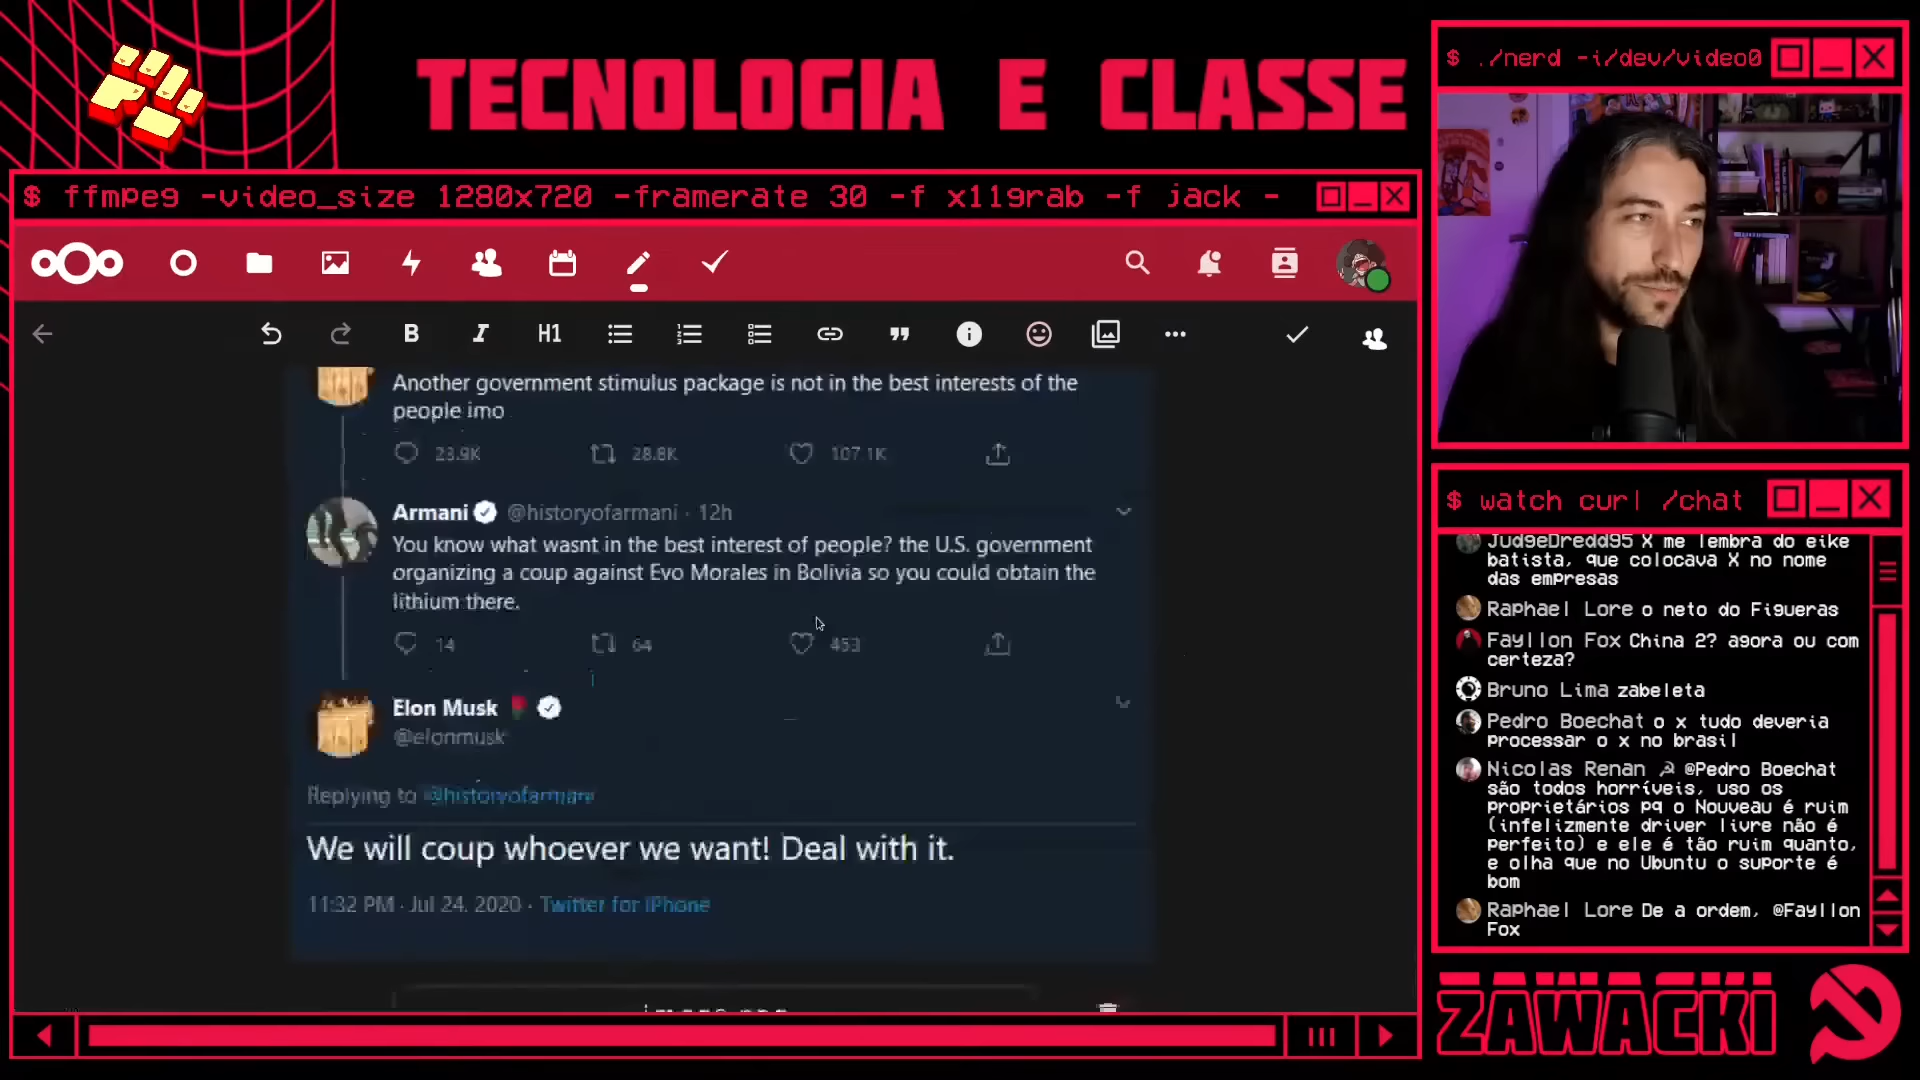 TECNOLOGIA E CLASSE
$ ffmpeg -video_size 1280x720 -framerate 30 -f x11grab -f jack -
B I H1
Another government stimulus package is not in the best interests of the
people imo
23.9K 28.8K 107.1K
Armani @historyofarmani · 12h
You know what wasnt in the best interest of people? the U.S. government
organizing a coup against Evo Morales in Bolivia so you could obtain the
lithium there.
14 64 453
Elon Musk
@elonmusk
Replying to @historyofarmani
We will coup whoever we want! Deal with it.
11:32 PM · Jul 24, 2020 · Twitter for iPhone
$ ./nerd -i/dev/video0
$ watch curl /chat
JudgeDredd95 X me lembra do eike
batista, que colocava X no nome
das empresas
Raphael Lore o neto do Figueras
Fayllon Fox China 2? agora ou com
certeza?
Bruno Lima zabeleta
Pedro Boechat o x tudo deveria
processar o x no brasil
Nicolas Renan ☭ @Pedro Boechat
são todos horríveis, uso os
proprietários pq o Nouveau é ruim
(infelizmente driver livre não é
perfeito) e ele é tão ruim quanto,
e olha que no Ubuntu o suporte é
bom
Raphael Lore De a ordem, @Fayllon
Fox
ZAWACKI